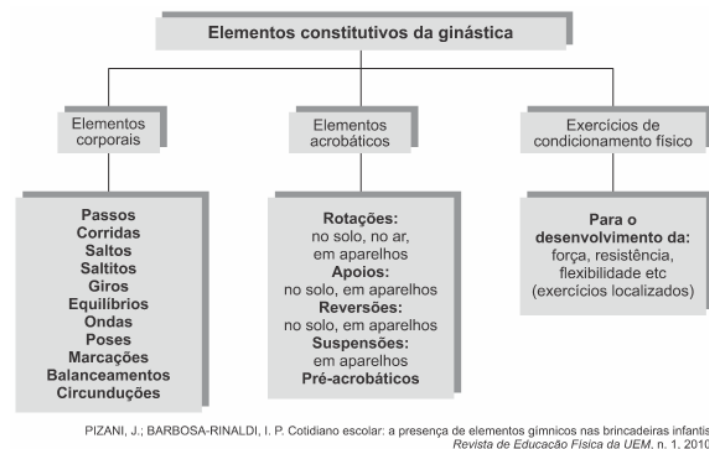 Elementos constitutivos da ginástica
Elementos
corporais
Elementos
acrobáticos
Exercícios de
condicionamento físico
Passos
Corridas
Saltos
Saltitos
Giros
Equilíbrios
Ondas
Poses
Marcações
Balanceamentos
Circunduções
Rotações:
no solo, no ar,
em aparelhos
Apoios:
no solo, em aparelhos
Reversões:
no solo, em aparelhos
Suspensões:
em aparelhos
Pré-acrobáticos
Para o
desenvolvimento da:
força, resistência,
flexibilidade etc
(exercícios localizados)
PIZANI, J.; BARBOSA-RINALDI, I. P. Cotidiano escolar: a presença de elementos gímnicos nas brincadeiras infantis
Revista de Educação Física da UEM, n. 1, 2010